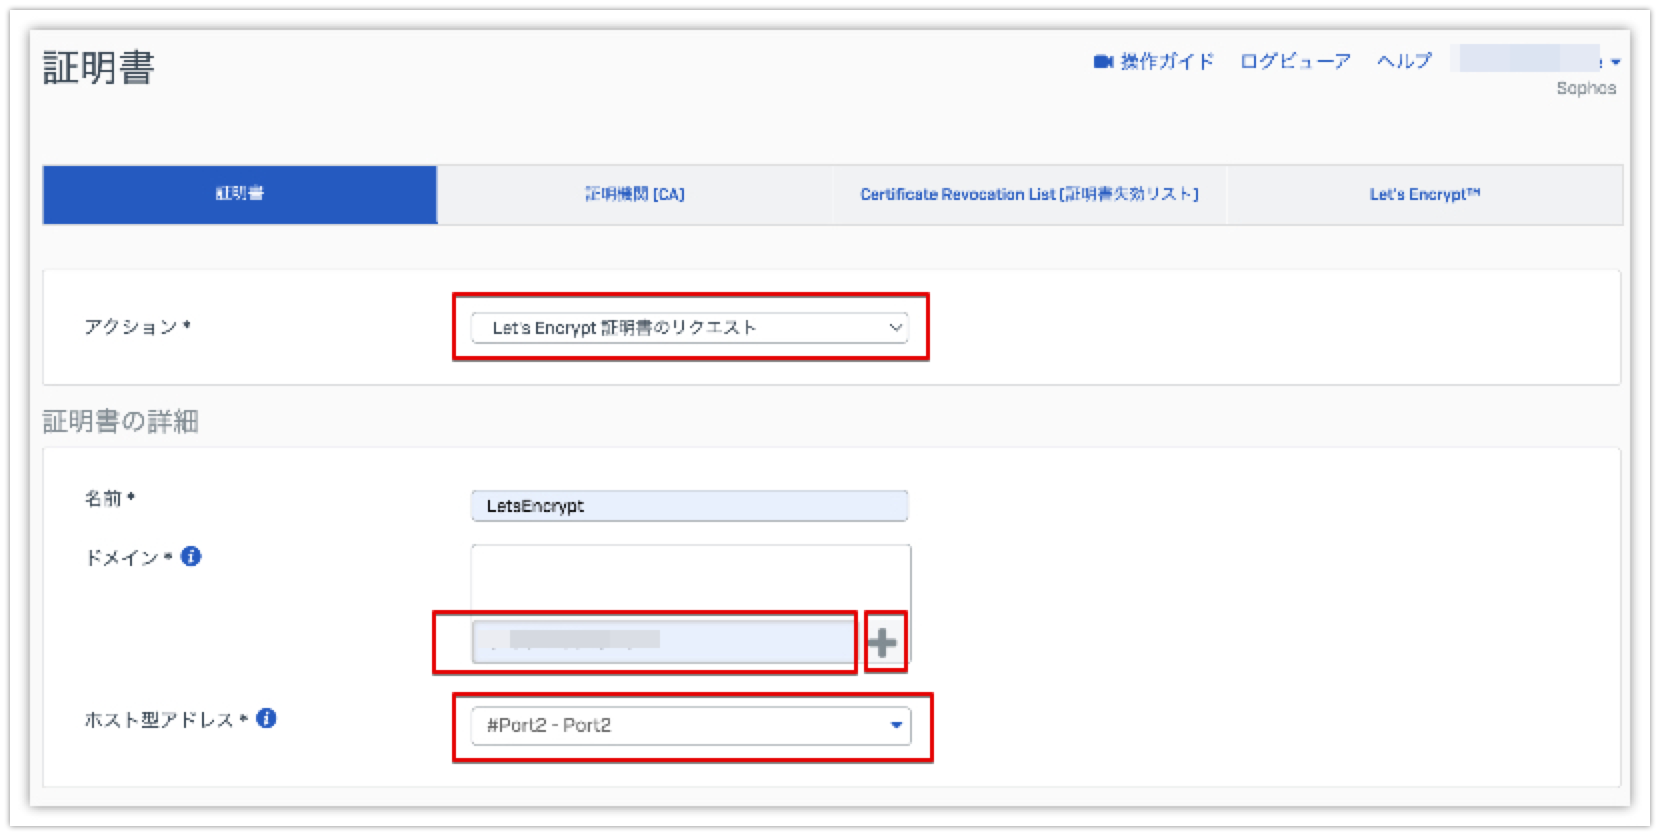 証明書
操作ガイド ログビューア ヘルプ
Sophos
証明書 証明機関 [CA] Certificate Revocation List [証明書失効リスト] Let's Encrypt™
アクション * Let's Encrypt 証明書のリクエスト
証明書の詳細
名前 * LetsEncrypt
ドメイン *
ホスト型アドレス * #Port2 - Port2